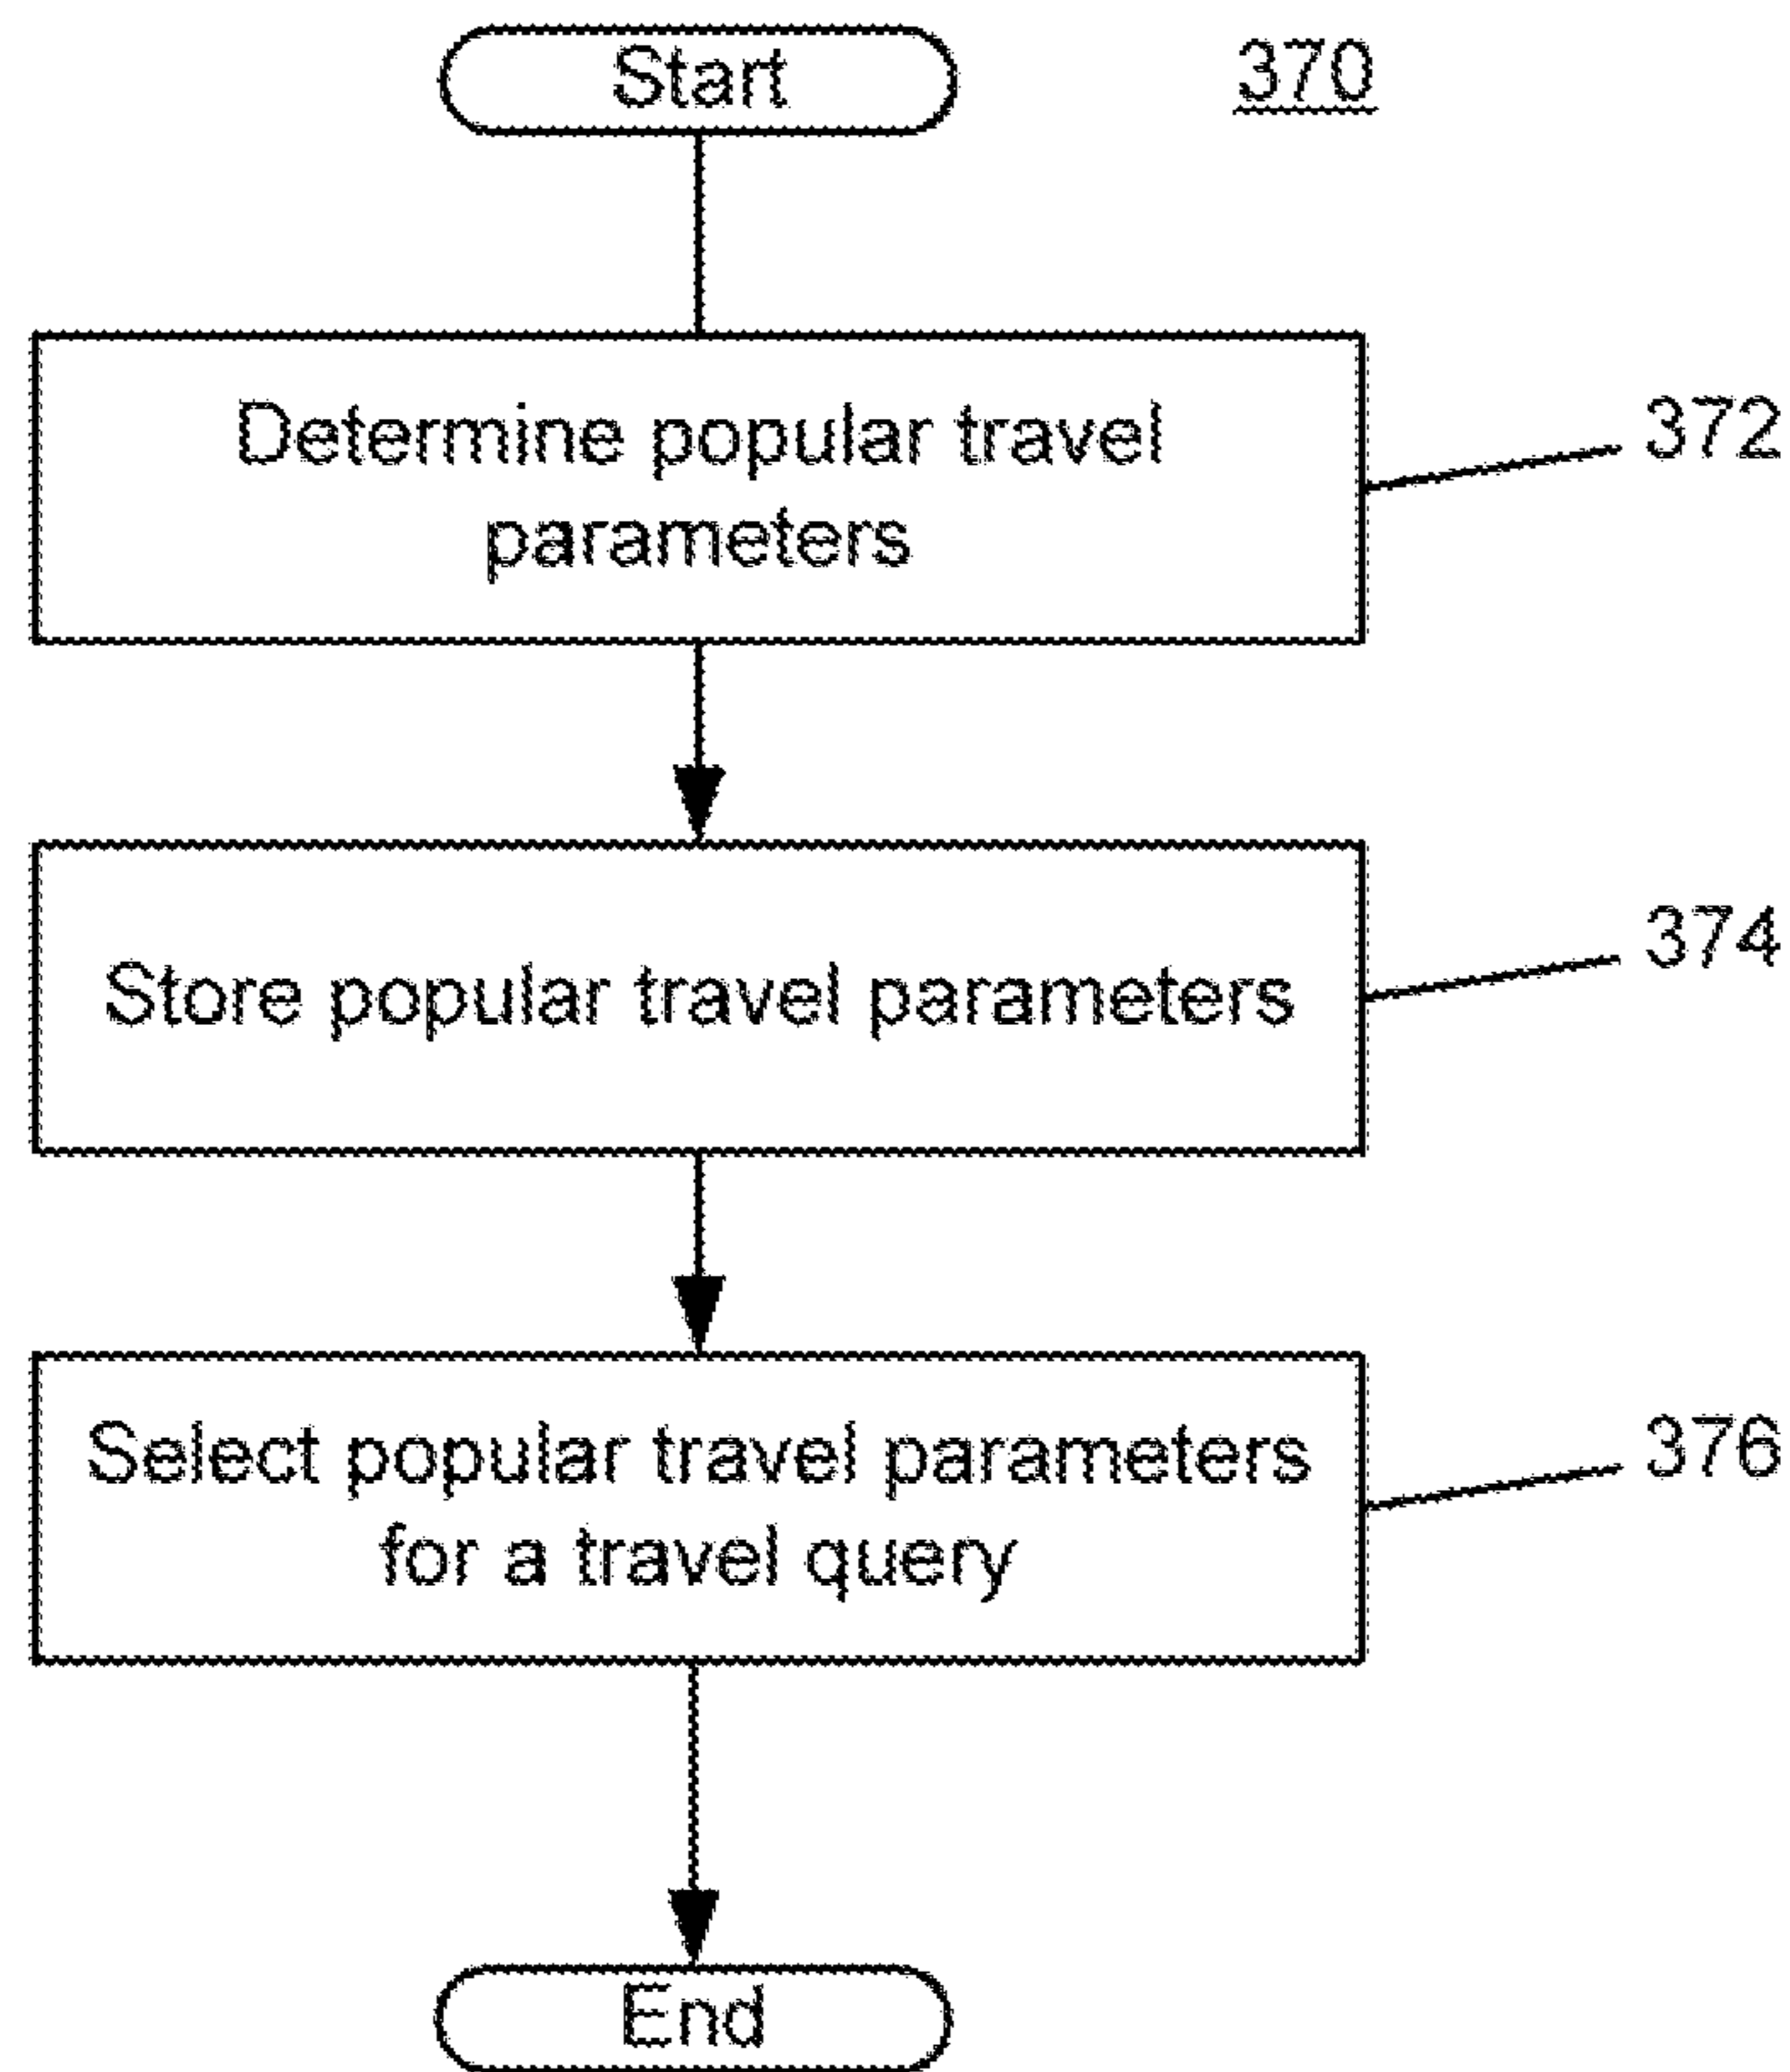 Start
370
Determine popular travel
parameters
372
Store popular travel parameters
374
Select popular travel parameters
for a travel query
376
End